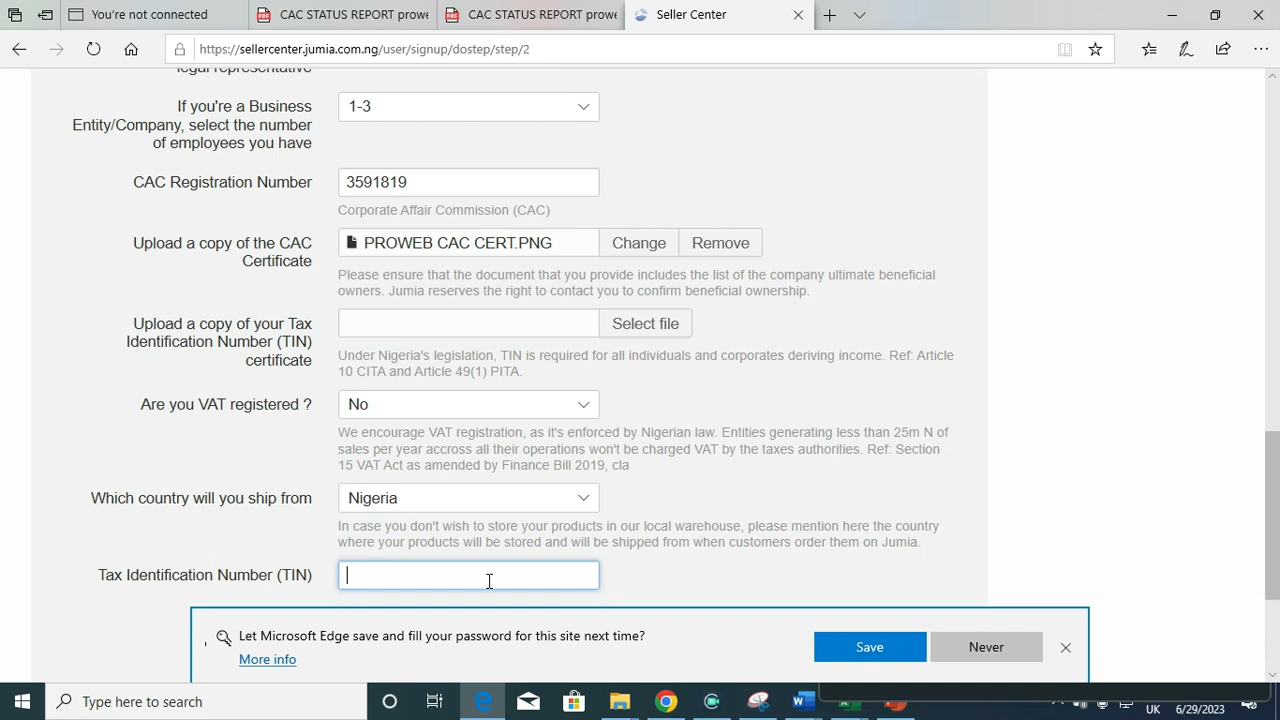 You're not connected
CAC STATUS REPORT prowe
CAC STATUS REPORT prowe
Seller Center
https://sellercenter.jumia.com.ng/user/signup/dostep/step/2
legal representative
If you're a Business
Entity/Company, select the number
of employees you have
1-3
CAC Registration Number
3591819
Corporate Affair Commission (CAC)
Upload a copy of the CAC
Certificate
PROWEB CAC CERT.PNG
Change
Remove
Please ensure that the document that you provide includes the list of the company ultimate beneficial
owners. Jumia reserves the right to contact you to confirm beneficial ownership.
Upload a copy of your Tax
Identification Number (TIN)
certificate
Select file
Under Nigeria's legislation, TIN is required for all individuals and corporates deriving income. Ref: Article
10 CITA and Article 49(1) PITA.
Are you VAT registered ?
No
We encourage VAT registration, as it's enforced by Nigerian law. Entities generating less than 25m N of
sales per year accross all their operations won't be charged VAT by the taxes authorities. Ref: Section
15 VAT Act as amended by Finance Bill 2019, cla
Which country will you ship from
Nigeria
In case you don't wish to store your products in our local warehouse, please mention here the country
where your products will be stored and will be shipped from when customers order them on Jumia.
Tax Identification Number (TIN)
Let Microsoft Edge save and fill your password for this site next time?
More info
Save
Never
Type here to search
UK
6/29/2023